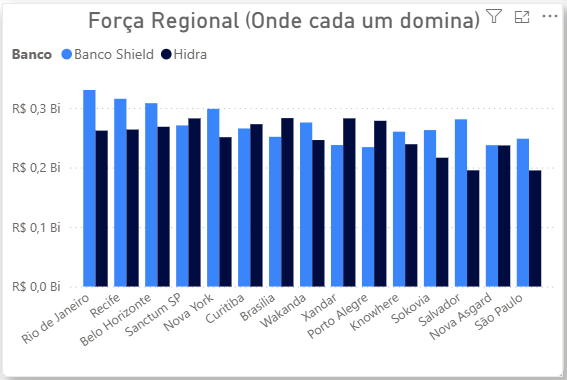 Força Regional (Onde cada um domina)
Banco Banco Shield Hidra
R$ 0,3 Bi
R$ 0,2 Bi
R$ 0,1 Bi
R$ 0,0 Bi
Rio de Janeiro
Recife
Belo Horizonte
Sanctum SP
Nova York
Curitiba
Brasília
Wakanda
Xandar
Porto Alegre
Knowhere
Sokovia
Salvador
Nova Asgard
São Paulo